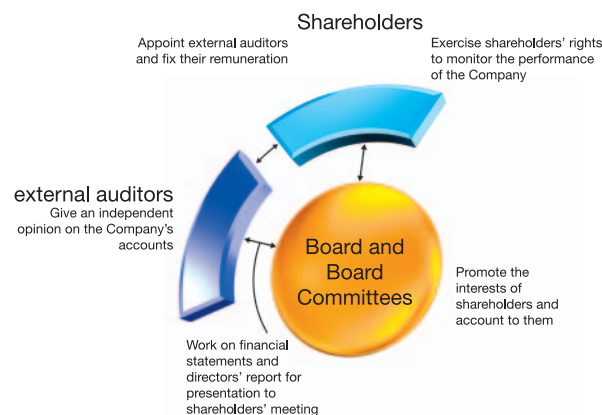 Shareholders
Appoint external auditors
and fix their remuneration
Exercise shareholders' rights
to monitor the performance
of the Company
external auditors
Give an independent
opinion on the Company's
accounts
Board and
Board
Committees
Promote the
interests of
shareholders and
account to them
Work on financial
statements and
directors' report for
presentation to
shareholders' meeting